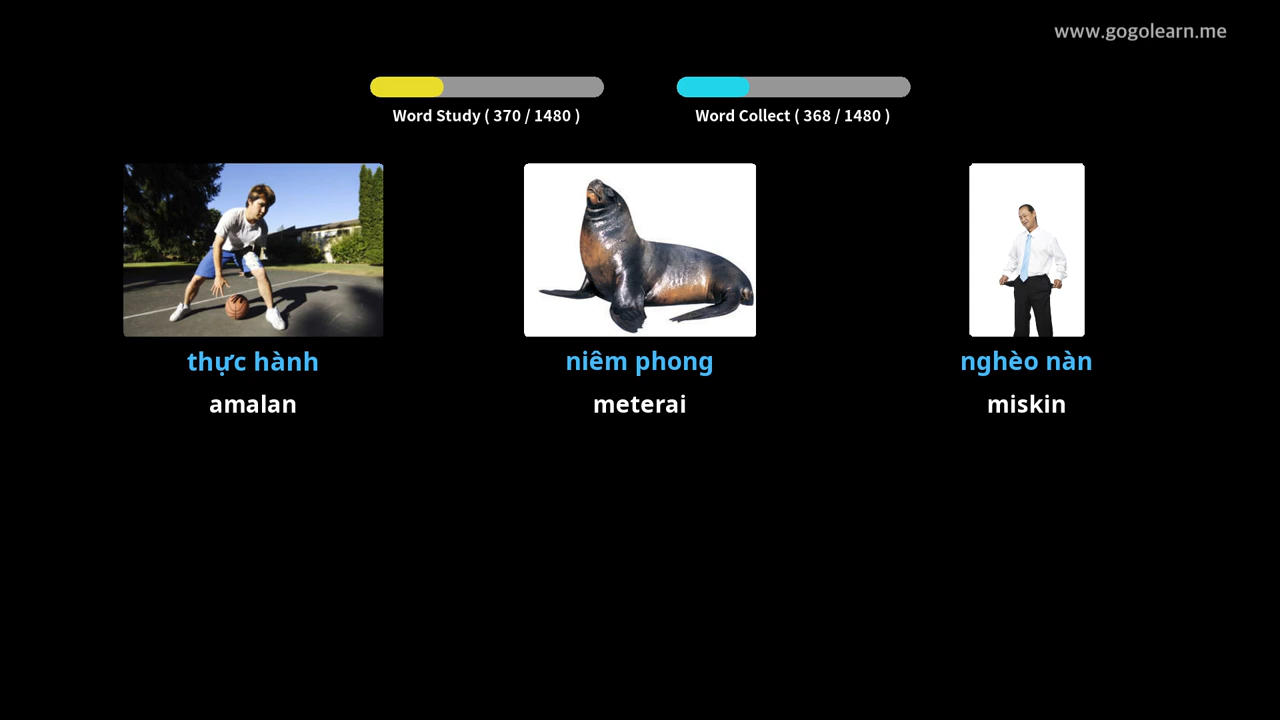 www.gogolearn.me
Word Study ( 370 / 1480 )
Word Collect ( 368 / 1480 )
thực hành
niêm phong
nghèo nàn
amalan
meterai
miskin